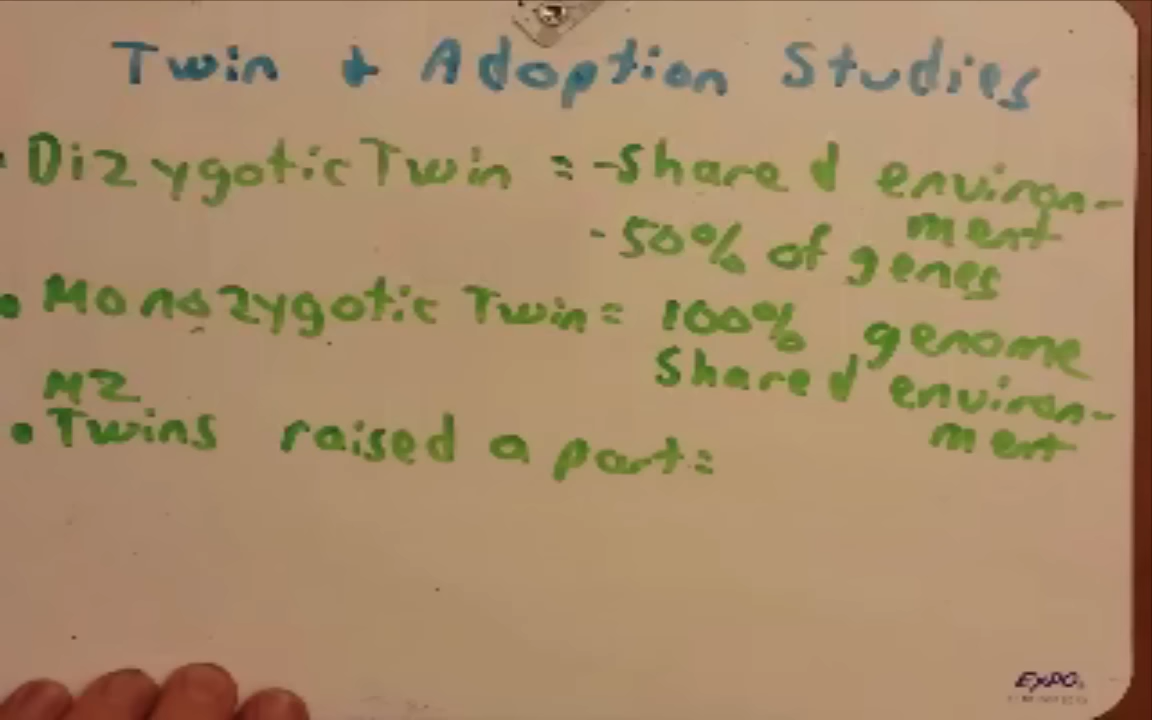 Twin + Adoption Studies
• Dizygotic Twin = - Shared environ-
ment
- 50% of genes
• Monozygotic Twin = 100% genome
Shared environ-
ment
MZ
• Twins raised apart =
EXPO